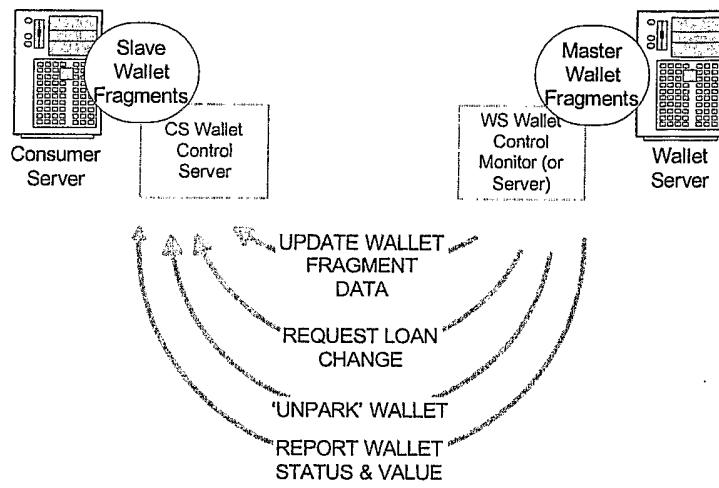 Slave
Wallet
Fragments
Master
Wallet
Fragments
CS Wallet
Control
Server
WS Wallet
Control
Monitor (or
Server)
Consumer
Server
Wallet
Server
UPDATE WALLET
FRAGMENT
DATA
REQUEST LOAN
CHANGE
'UNPARK' WALLET
REPORT WALLET
STATUS & VALUE